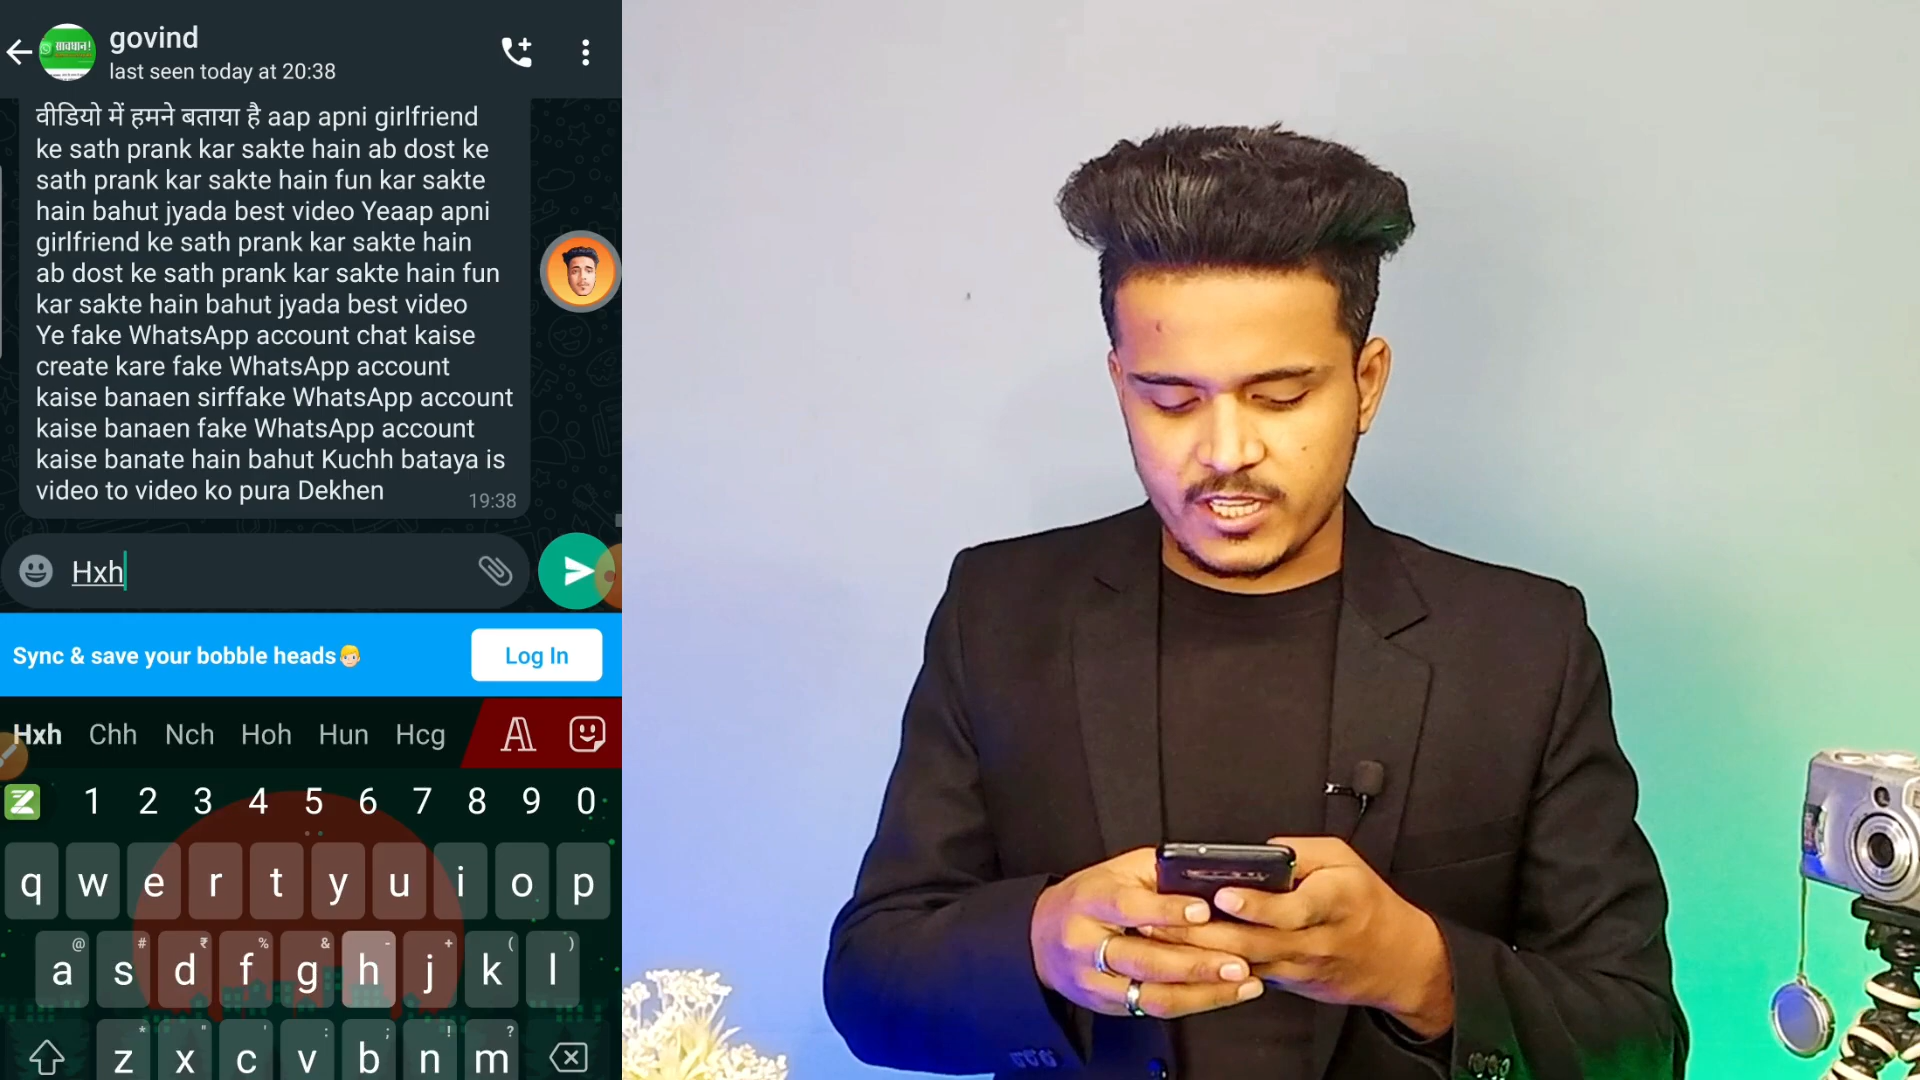 govind
last seen today at 20:38
सावधान!
वीडियो में हमने बताया है aap apni girlfriend
ke sath prank kar sakte hain ab dost ke
sath prank kar sakte hain fun kar sakte
hain bahut jyada best video Yeaap apni
girlfriend ke sath prank kar sakte hain
ab dost ke sath prank kar sakte hain fun
kar sakte hain bahut jyada best video
Ye fake WhatsApp account chat kaise
create kare fake WhatsApp account
kaise banaen sirffake WhatsApp account
kaise banaen fake WhatsApp account
kaise banate hain bahut Kuchh bataya is
video to video ko pura Dekhen
19:38
Hxh
Sync & save your bobble heads
Log In
Hxh Chh Nch Hoh Hun Hcg A
Z 1 2 3 4 5 6 7 8 9 0
q w e r t y u i o p
@ # ₹ % & - + ( )
a s d f g h j k l
* " ' : ; ! ?
z x c v b n m